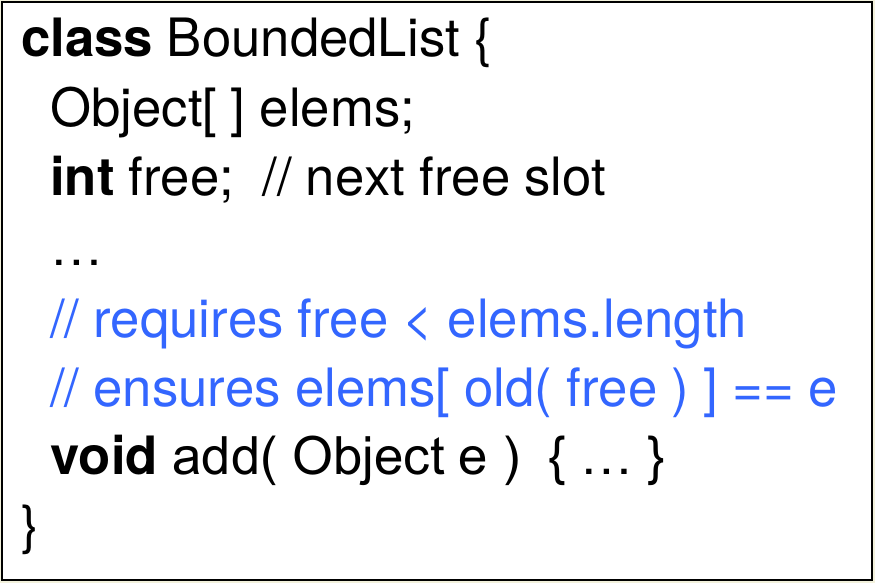 class BoundedList {
Object[ ] elems;
int free;  // next free slot
…
// requires free < elems.length
// ensures elems[ old( free ) ] == e
void add( Object e )  { … }
}